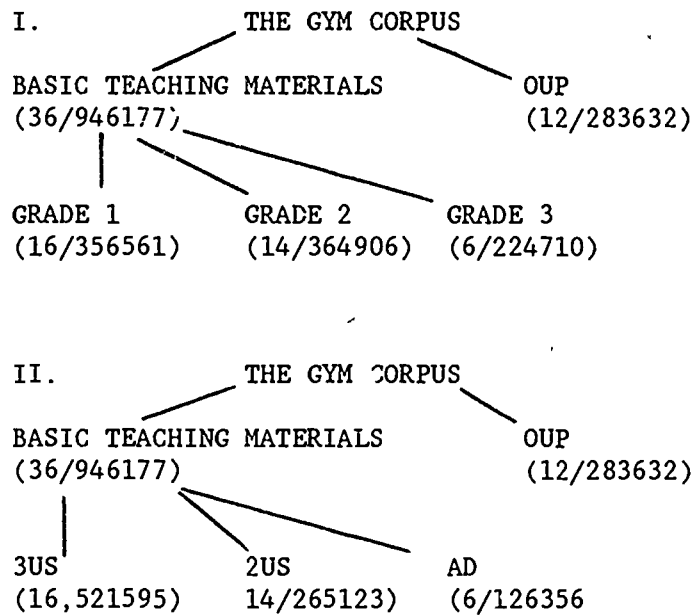 I. THE GYM CORPUS
BASIC TEACHING MATERIALS OUP
(36/946177) (12/283632)
GRADE 1 GRADE 2 GRADE 3
(16/356561) (14/364906) (6/224710)
II. THE GYM CORPUS
BASIC TEACHING MATERIALS OUP
(36/946177) (12/283632)
3US 2US AD
(16,521595) 14/265123) (6/126356